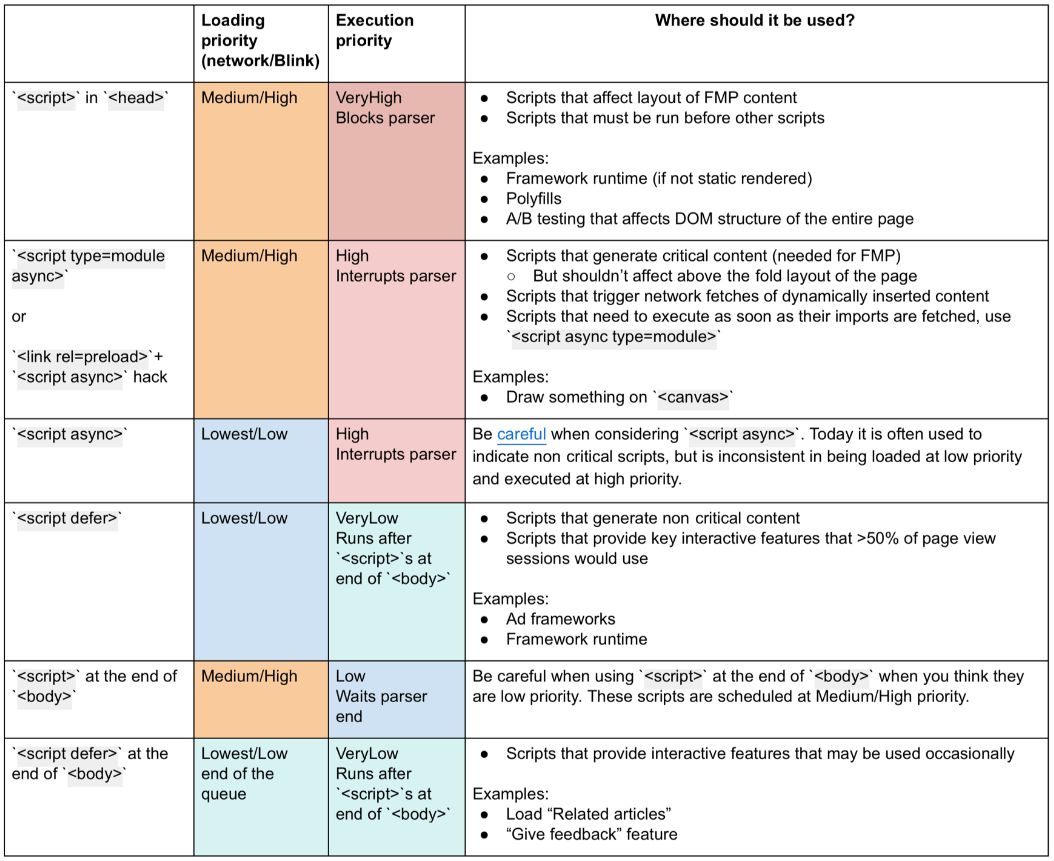 Loading priority (network/Blink)
Execution priority
Where should it be used?
`<script>` in `<head>`
Medium/High
VeryHigh
Blocks parser
● Scripts that affect layout of FMP content
● Scripts that must be run before other scripts
Examples:
● Framework runtime (if not static rendered)
● Polyfills
● A/B testing that affects DOM structure of the entire page
`<script type=module
async>`
or
`<link rel=preload>`+
`<script async>` hack
Medium/High
High
Interrupts parser
● Scripts that generate critical content (needed for FMP)
○ But shouldn’t affect above the fold layout of the page
● Scripts that trigger network fetches of dynamically inserted content
● Scripts that need to execute as soon as their imports are fetched, use
`<script async type=module>`
Examples:
● Draw something on `<canvas>`
`<script async>`
Lowest/Low
High
Interrupts parser
Be careful when considering `<script async>`. Today it is often used to
indicate non critical scripts, but is inconsistent in being loaded at low priority
and executed at high priority.
`<script defer>`
Lowest/Low
VeryLow
Runs after
`<script>`s at
end of `<body>`
● Scripts that generate non critical content
● Scripts that provide key interactive features that >50% of page view
sessions would use
Examples:
● Ad frameworks
● Framework runtime
`<script>` at the end of
`<body>`
Medium/High
Low
Waits parser
end
Be careful when using `<script>` at the end of `<body>` when you think they
are low priority. These scripts are scheduled at Medium/High priority.
`<script defer>` at the
end of `<body>`
Lowest/Low
end of the
queue
VeryLow
Runs after
`<script>`s at
end of `<body>`
● Scripts that provide interactive features that may be used occasionally
Examples:
● Load “Related articles”
● “Give feedback” feature